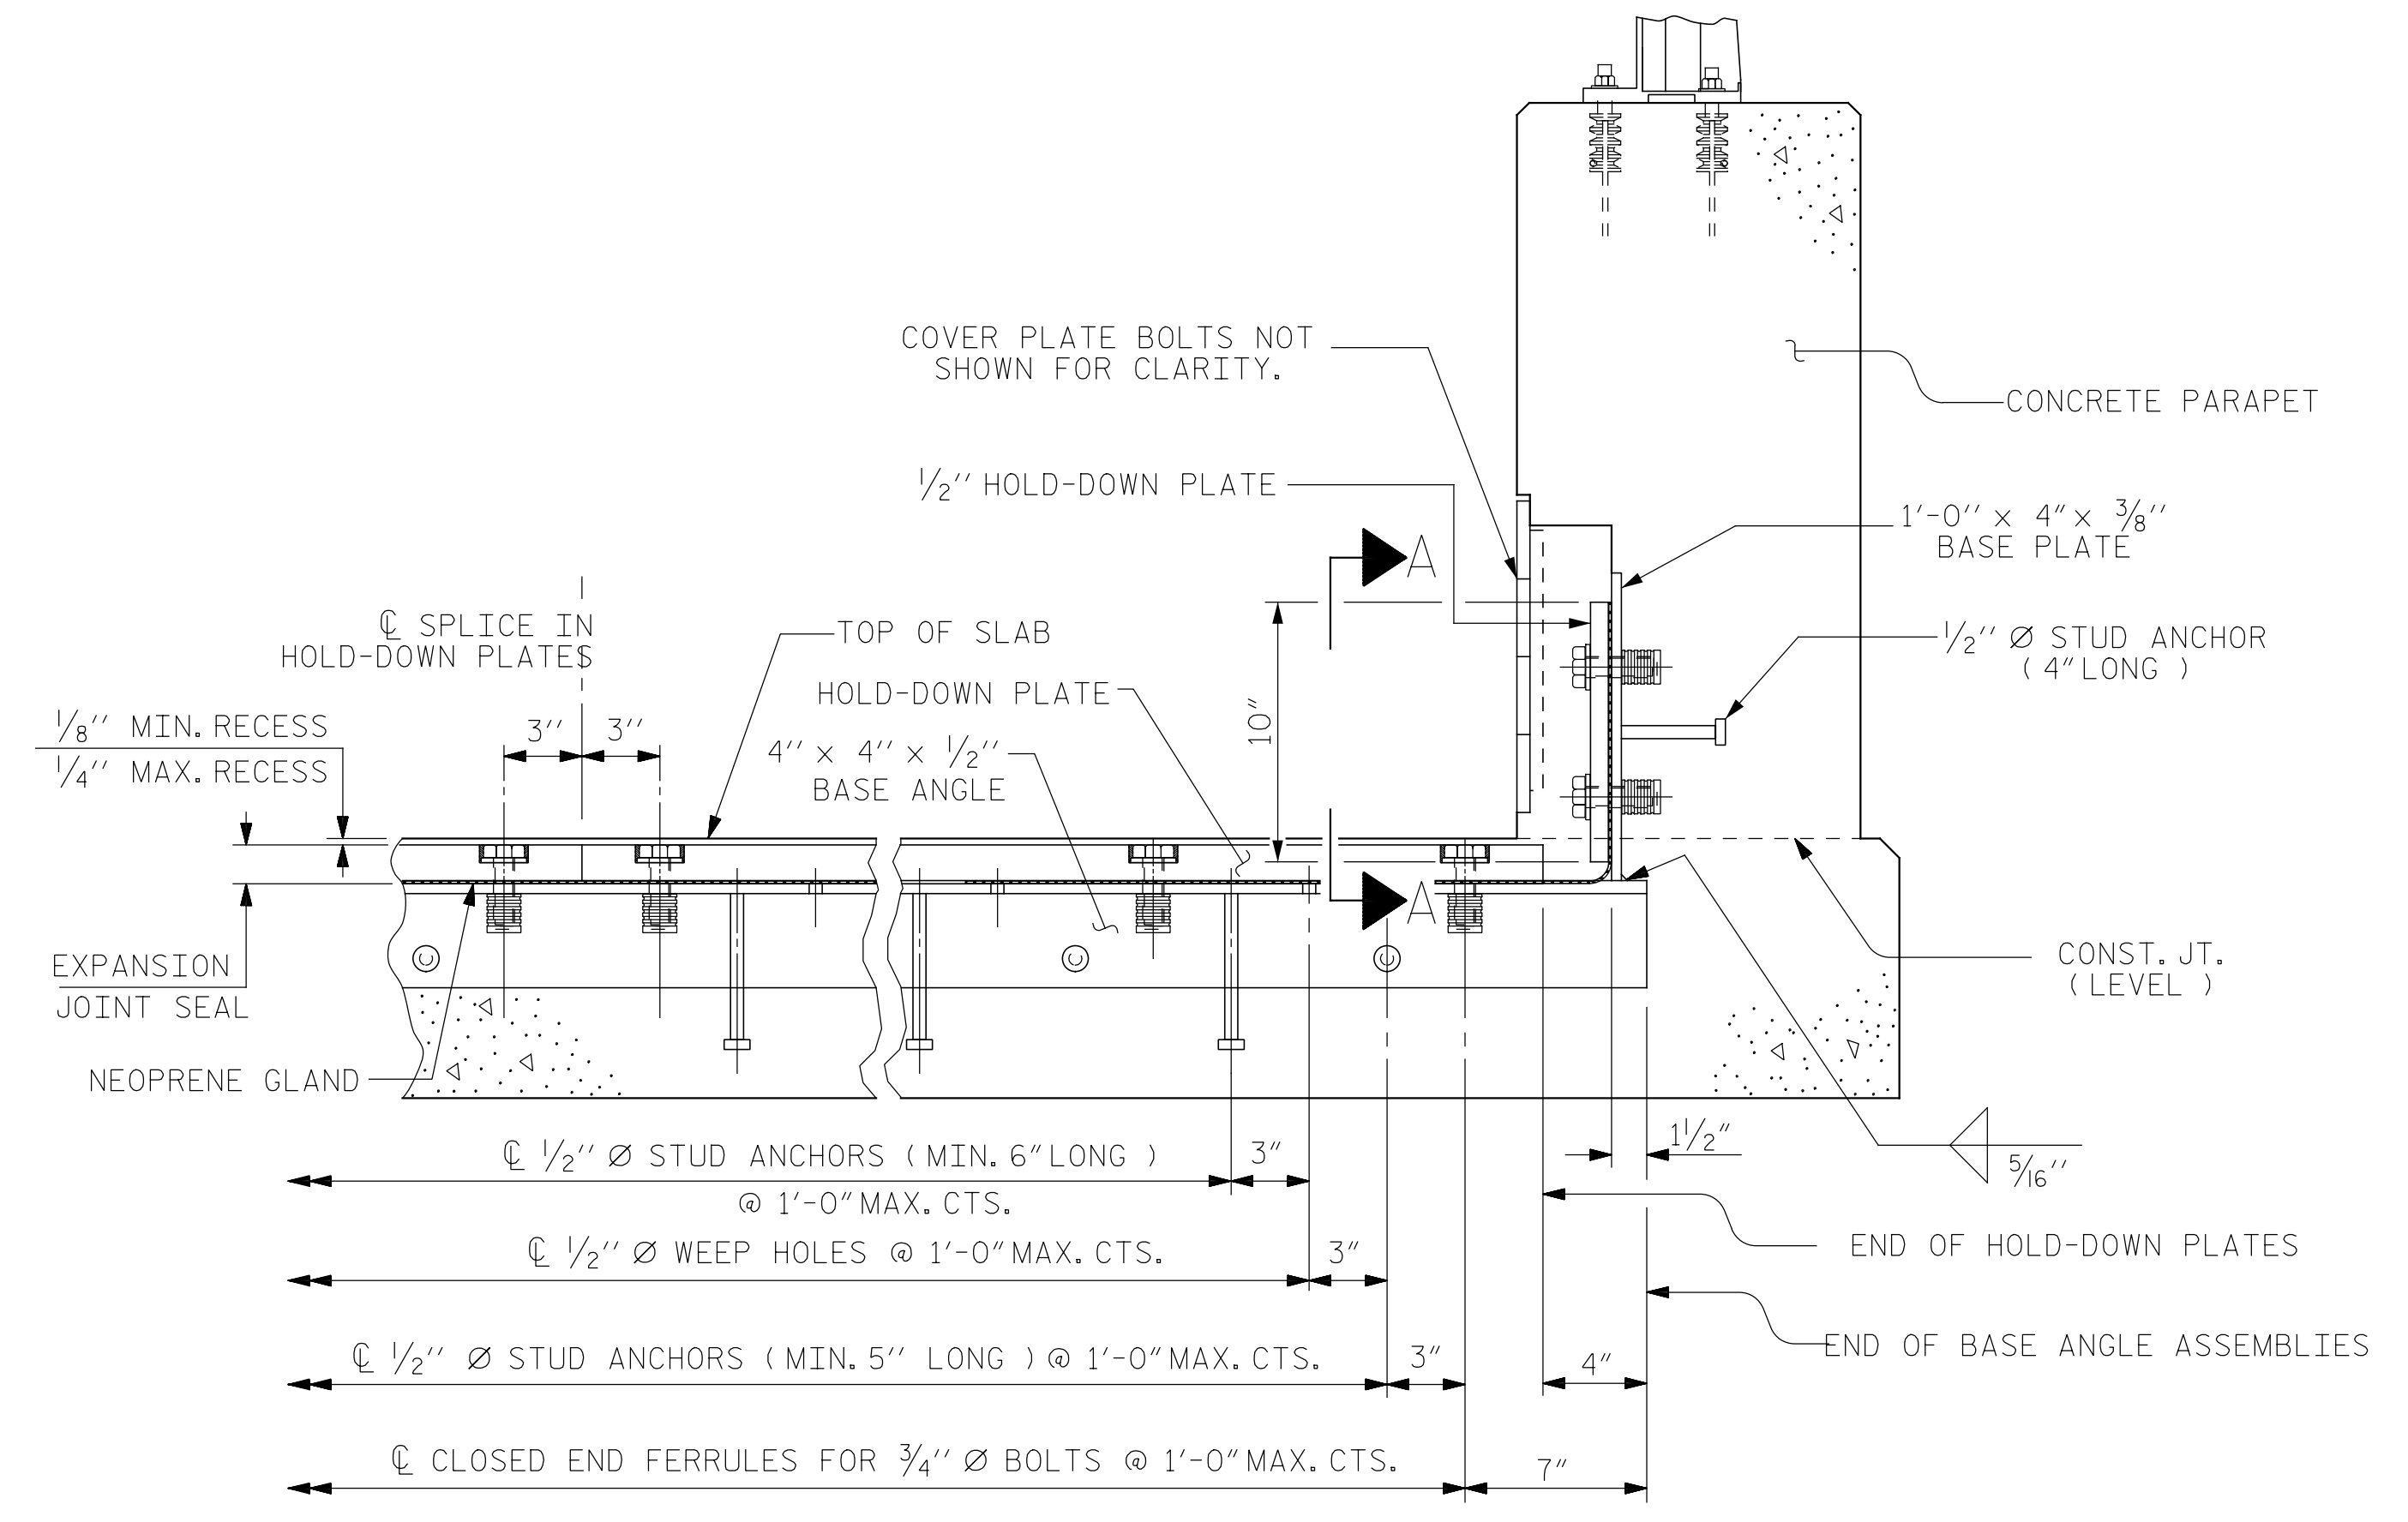 COVER PLATE BOLTS NOT
SHOWN FOR CLARITY.
CONCRETE PARAPET
1/2" HOLD-DOWN PLATE
1'-0" x 4" x 3/8"
BASE PLATE
A
℄ SPLICE IN
HOLD-DOWN PLATES
TOP OF SLAB
1/2" Ø STUD ANCHOR
( 4" LONG )
HOLD-DOWN PLATE
10"
1/8" MIN. RECESS
1/4" MAX. RECESS
3"
3"
4" x 4" x 1/2"
BASE ANGLE
A
EXPANSION
JOINT SEAL
CONST. JT.
( LEVEL )
NEOPRENE GLAND
℄ 1/2" Ø STUD ANCHORS ( MIN. 6" LONG )
@ 1'-0" MAX. CTS.
3"
1 1/2"
5/16"
℄ 1/2" Ø WEEP HOLES @ 1'-0" MAX. CTS.
3"
END OF HOLD-DOWN PLATES
℄ 1/2" Ø STUD ANCHORS ( MIN. 5" LONG ) @ 1'-0" MAX. CTS.
3"
4"
END OF BASE ANGLE ASSEMBLIES
℄ CLOSED END FERRULES FOR 3/4" Ø BOLTS @ 1'-0" MAX. CTS.
7"